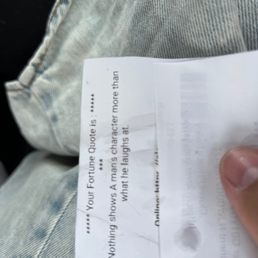 ***** Your Fortune Quote is : *****
***
Nothing shows A man's character more than
what he laughs at.